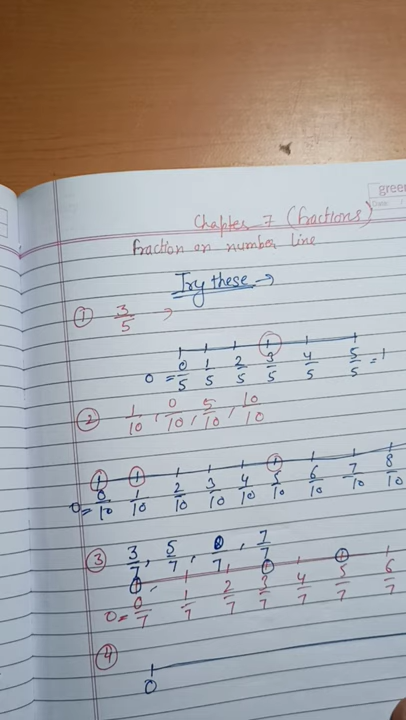 green
Date
Chapter-7 (fractions)
fraction on number line
Try these →
① 3/5 →
0 = 0/5 1/5 2/5 3/5 4/5 5/5 = 1
② 1/10, 0/10, 5/10, 10/10
0 = 0/10 1/10 2/10 3/10 4/10 5/10 6/10 7/10 8/10
③ 3/7, 5/7, 0/7, 7/7
0 = 0/7 1/7 2/7 3/7 4/7 5/7 6/7
④
0